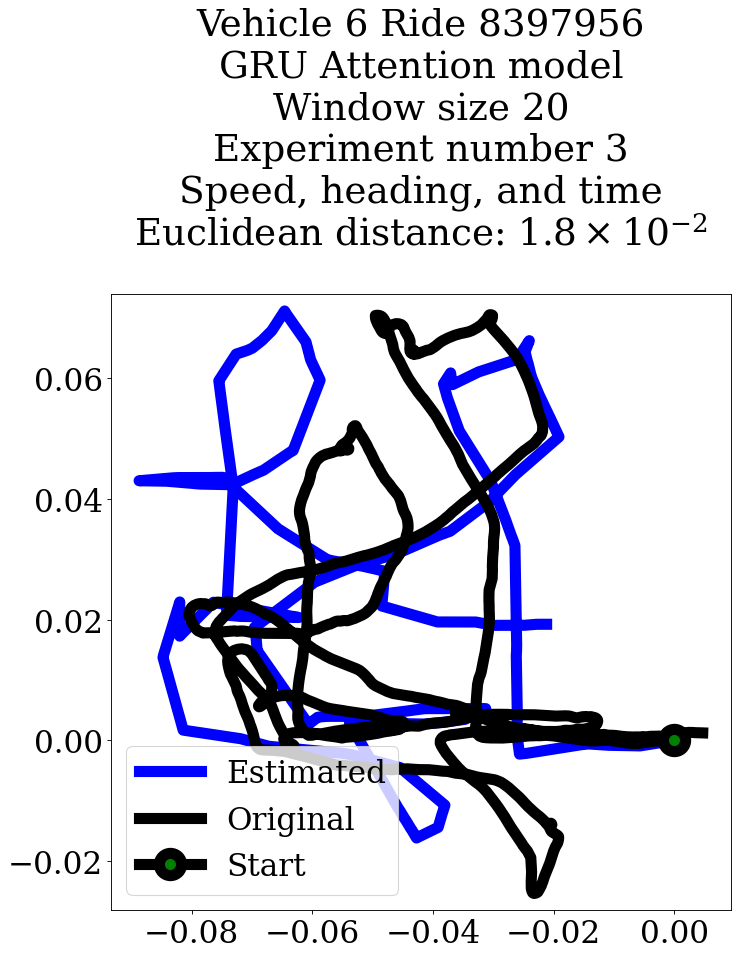 Vehicle 6 Ride 8397956
GRU Attention model
Window size 20
Experiment number 3
Speed, heading, and time
Euclidean distance: 1.8 × 10⁻²
0.06
0.04
0.02
0.00
−0.02
Estimated
Original
Start
−0.08 −0.06 −0.04 −0.02 0.00